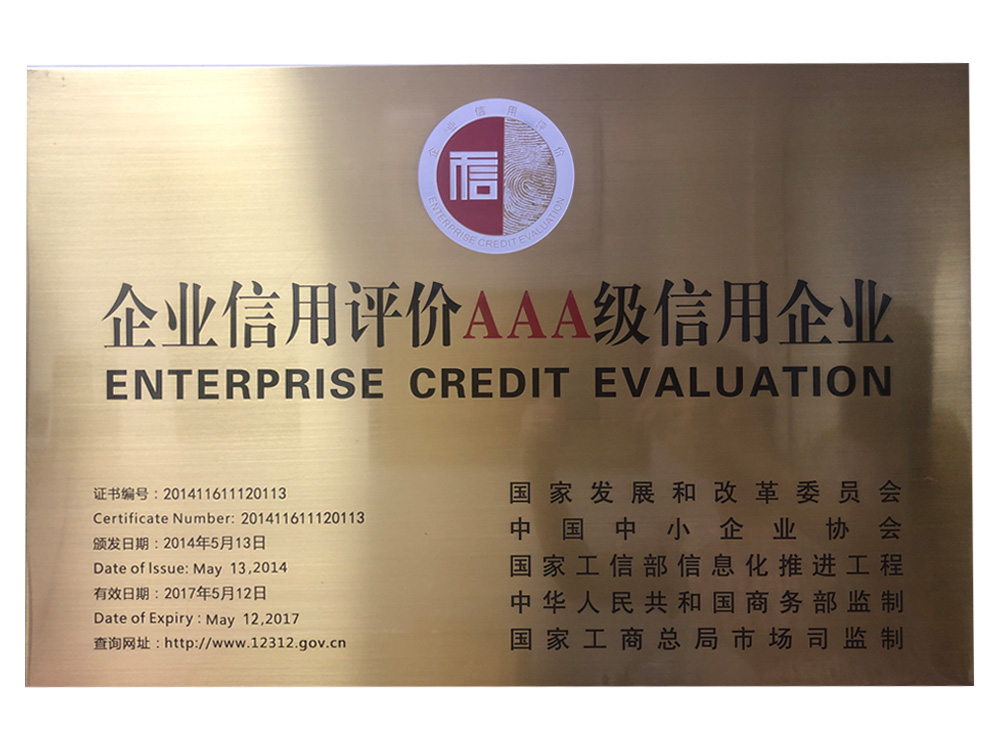 企业信用评价
信
ENTERPRISE CREDIT EVALUATION
企业信用评价AAA级信用企业
ENTERPRISE CREDIT EVALUATION
证书编号：201411611120113
Certificate Number: 201411611120113
颁发日期：2014年5月13日
Date of Issue: May 13,2014
有效日期：2017年5月12日
Date of Expiry : May 12,2017
查询网址：http://www.12312.gov.cn
国家发展和改革委员会
中国中小企业协会
国家工信部信息化推进工程
中华人民共和国商务部监制
国家工商总局市场司监制